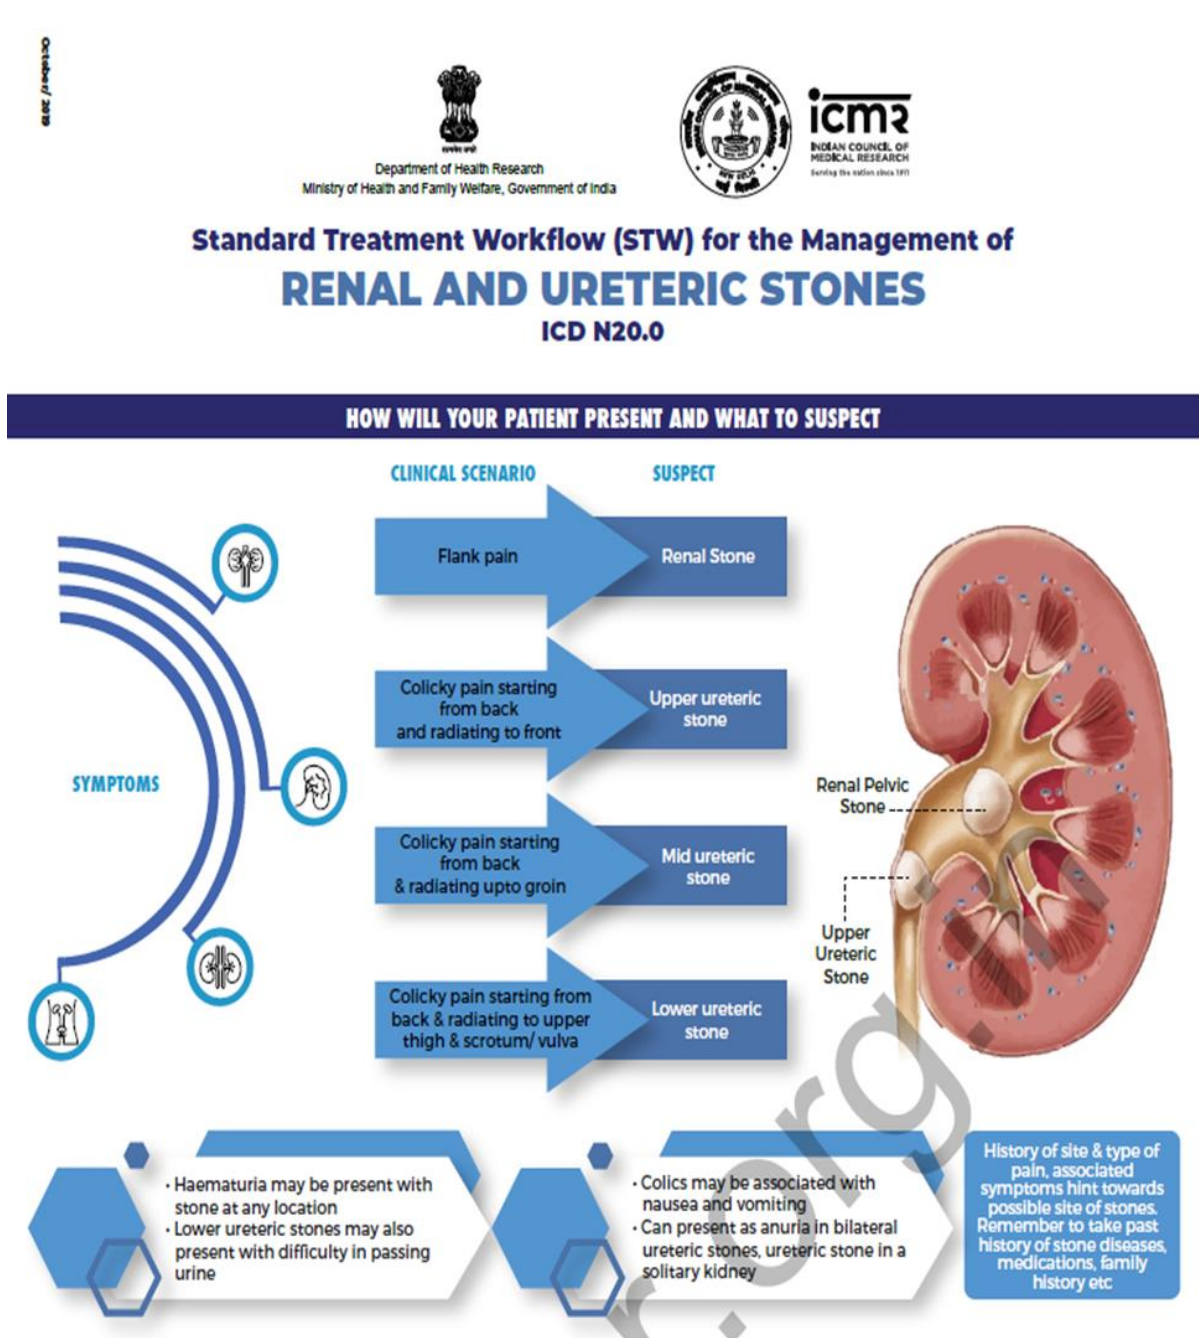 October/ 2019
Department of Health Research
Ministry of Health and Family Welfare, Government of India
icmr
INDIAN COUNCIL OF
MEDICAL RESEARCH
Serving the nation since 1911
Standard Treatment Workflow (STW) for the Management of
RENAL AND URETERIC STONES
ICD N20.0
HOW WILL YOUR PATIENT PRESENT AND WHAT TO SUSPECT
CLINICAL SCENARIO
SUSPECT
Flank pain
Renal Stone
Colicky pain starting
from back
and radiating to front
Upper ureteric
stone
SYMPTOMS
Colicky pain starting
from back
& radiating upto groin
Mid ureteric
stone
Colicky pain starting from
back & radiating to upper
thigh & scrotum/ vulva
Lower ureteric
stone
Renal Pelvic
Stone
Upper
Ureteric
Stone
· Haematuria may be present with
stone at any location
· Lower ureteric stones may also
present with difficulty in passing
urine
· Colics may be associated with
nausea and vomiting
· Can present as anuria in bilateral
ureteric stones, ureteric stone in a
solitary kidney
History of site & type of
pain, associated
symptoms hint towards
possible site of stones.
Remember to take past
history of stone diseases,
medications, family
history etc
r.org.in